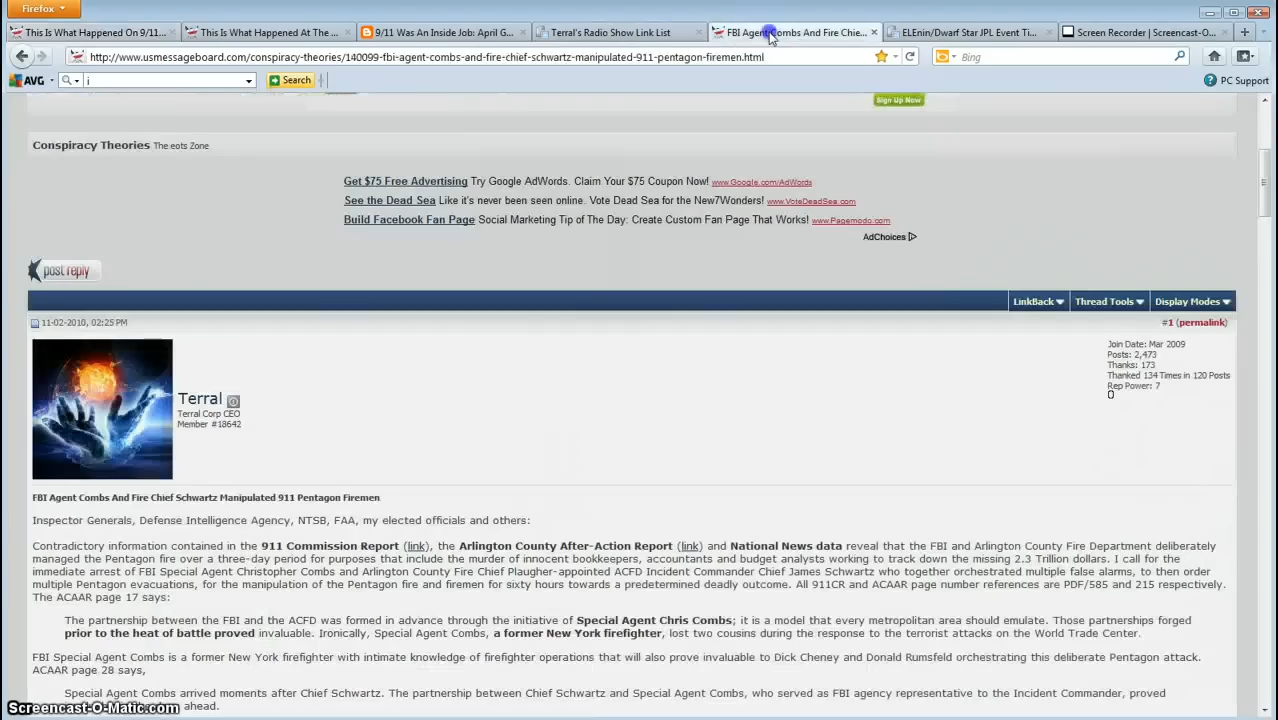 Firefox
This Is What Happened On 9/11...
This Is What Happened At The ...
9/11 Was An Inside Job: April G...
Terral's Radio Show Link List
FBI Agent Combs And Fire Chie...
ELEnin/Dwarf Star JPL Event Ti...
Screen Recorder | Screencast-O...
http://www.usmessageboard.com/conspiracy-theories/140099-fbi-agent-combs-and-fire-chief-schwartz-manipulated-911-pentagon-firemen.html
Bing
AVG
i
Search
PC Support
Sign Up Now
Conspiracy Theories The eots Zone
Get $75 Free Advertising Try Google AdWords. Claim Your $75 Coupon Now! www.Google.com/AdWords
See the Dead Sea Like it's never been seen online. Vote Dead Sea for the New7Wonders! www.VoteDeadSea.com
Build Facebook Fan Page Social Marketing Tip of The Day: Create Custom Fan Page That Works! www.Pagemodo.com
AdChoices
post reply
LinkBack Thread Tools Display Modes
11-02-2010, 02:25 PM
#1 (permalink)
Join Date: Mar 2009
Posts: 2,473
Thanks: 173
Thanked 134 Times in 120 Posts
Rep Power: 7
0
Terral
Terral Corp CEO
Member #18642
FBI Agent Combs And Fire Chief Schwartz Manipulated 911 Pentagon Firemen
Inspector Generals, Defense Intelligence Agency, NTSB, FAA, my elected officials and others:
Contradictory information contained in the 911 Commission Report (link), the Arlington County After-Action Report (link) and National News data reveal that the FBI and Arlington County Fire Department deliberately
managed the Pentagon fire over a three-day period for purposes that include the murder of innocent bookkeepers, accountants and budget analysts working to track down the missing 2.3 Trillion dollars. I call for the
immediate arrest of FBI Special Agent Christopher Combs and Arlington County Fire Chief Plaugher-appointed ACFD Incident Commander Chief James Schwartz who together orchestrated multiple false alarms, to then order
multiple Pentagon evacuations, for the manipulation of the Pentagon fire and firemen for sixty hours towards a predetermined deadly outcome. All 911CR and ACAAR page number references are PDF/585 and 215 respectively.
The ACAAR page 17 says:
The partnership between the FBI and the ACFD was formed in advance through the initiative of Special Agent Chris Combs; it is a model that every metropolitan area should emulate. Those partnerships forged
prior to the heat of battle proved invaluable. Ironically, Special Agent Combs, a former New York firefighter, lost two cousins during the response to the terrorist attacks on the World Trade Center.
FBI Special Agent Combs is a former New York firefighter with intimate knowledge of firefighter operations that will also prove invaluable to Dick Cheney and Donald Rumsfeld orchestrating this deliberate Pentagon attack.
ACAAR page 28 says,
Special Agent Combs arrived moments after Chief Schwartz. The partnership between Chief Schwartz and Special Agent Combs, who served as FBI agency representative to the Incident Commander, proved
ahead.
Screencast-O-Matic.com